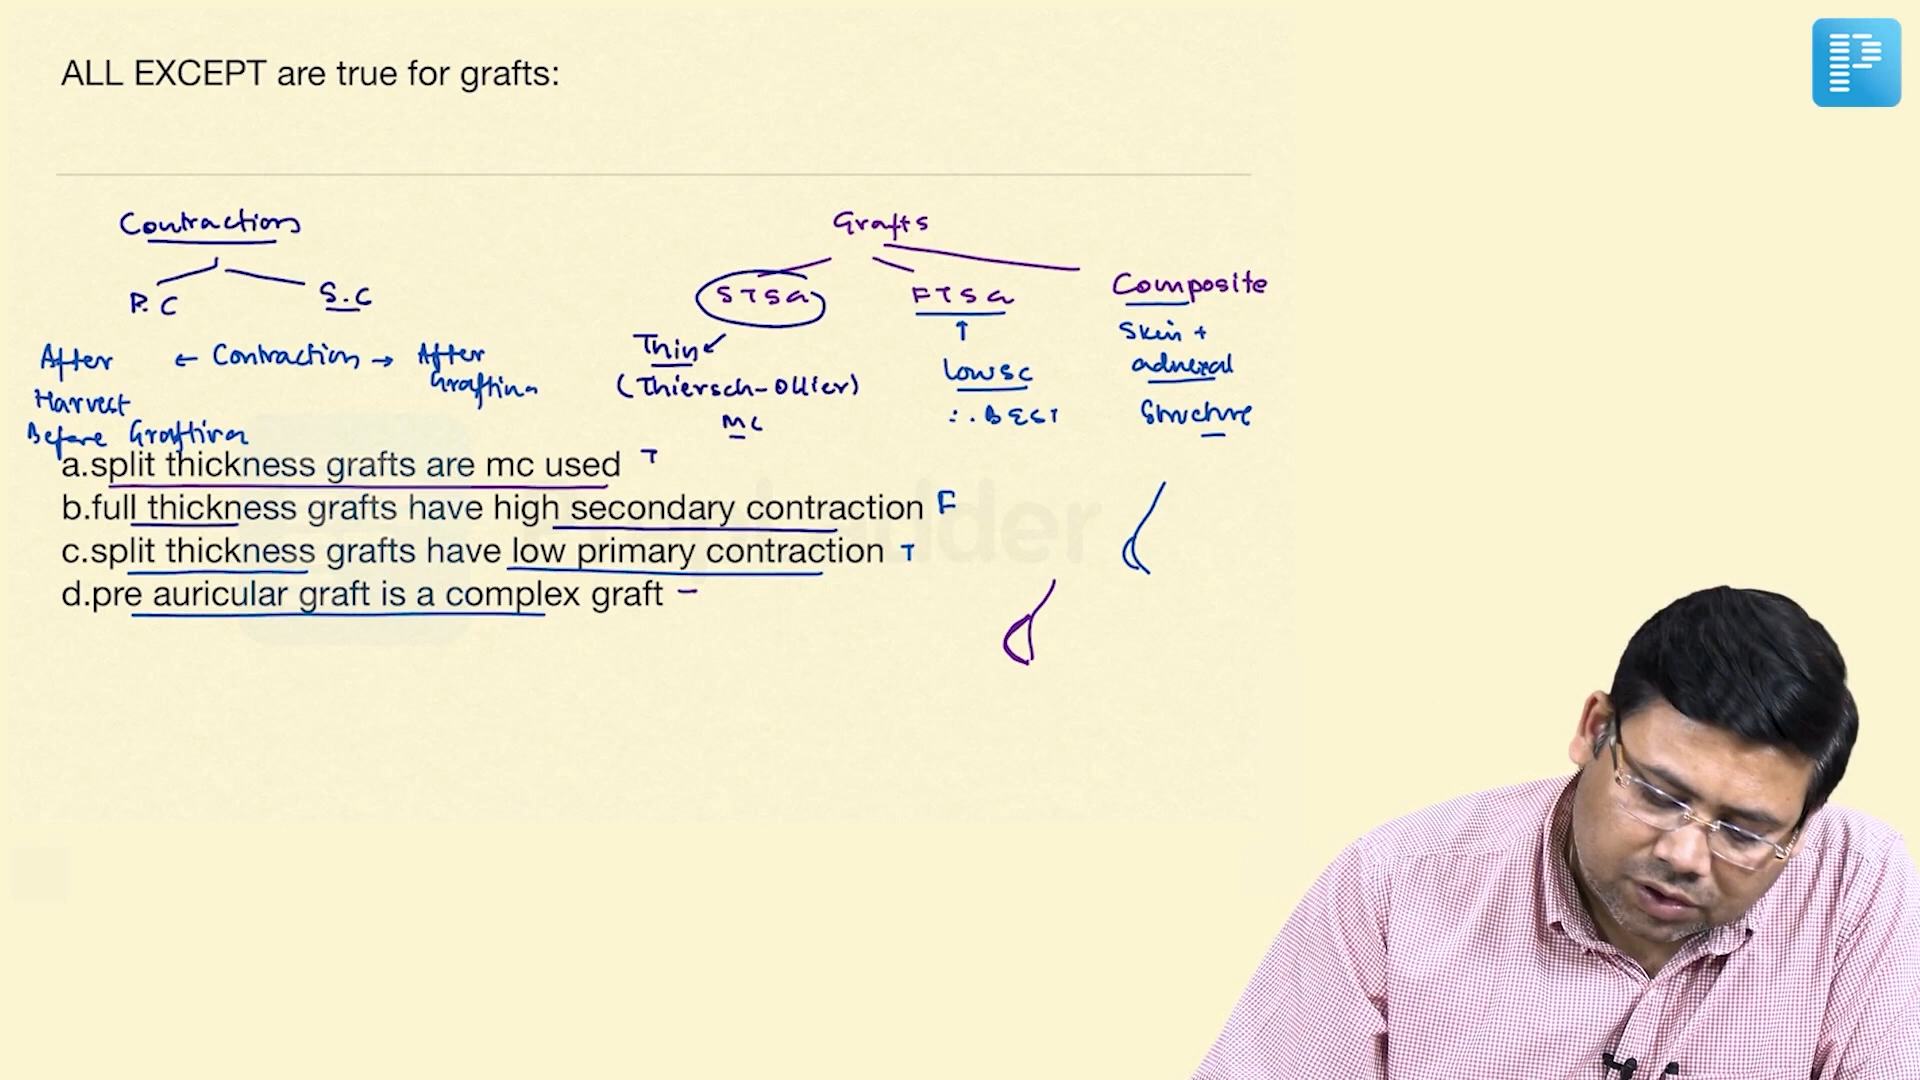 ALL EXCEPT are true for grafts:
Contractions
P.C
S.C
After Harvest Before Grafting
← Contraction →
After Grafting
Grafts
STSG
FTSG
Composite
Thin
(Thiersch-Ollier)
mc
↑
Low SC
∴ BEST
Skin +
adnexal
Structure
a.split thickness grafts are mc used T
b.full thickness grafts have high secondary contraction F
c.split thickness grafts have low primary contraction T
d.pre auricular graft is a complex graft -